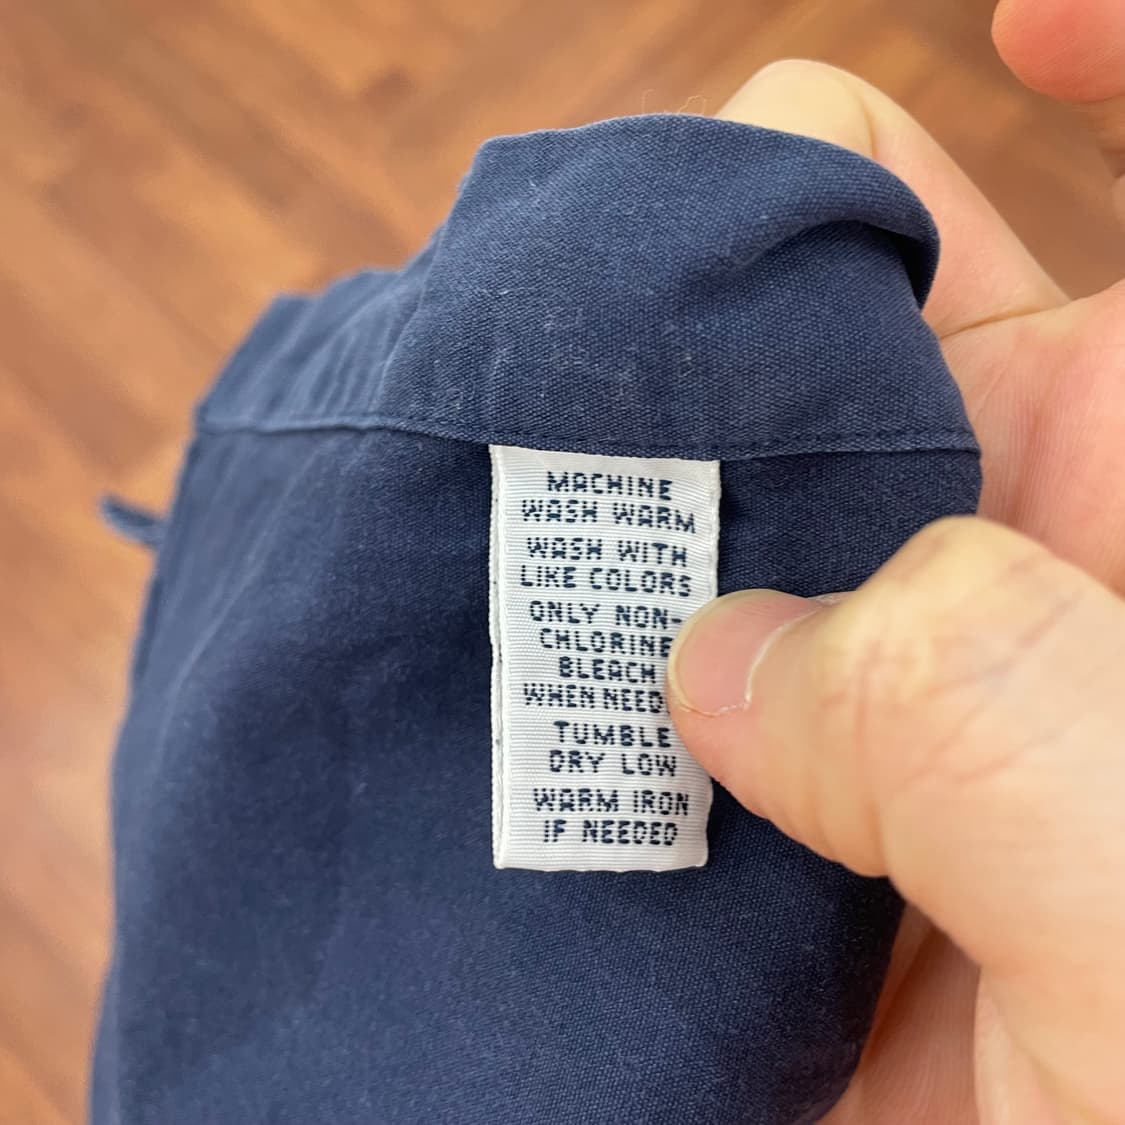 MACHINE
WASH WARM
WASH WITH
LIKE COLORS
ONLY NON-
CHLORINE
BLEACH
WHEN NEED
TUMBLE
DRY LOW
WARM IRON
IF NEEDED